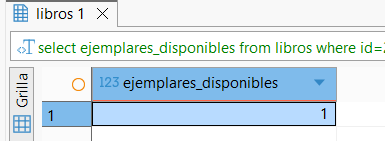 libros 1
select ejemplares_disponibles from libros where id=
Grilla
123 ejemplares_disponibles
1 1